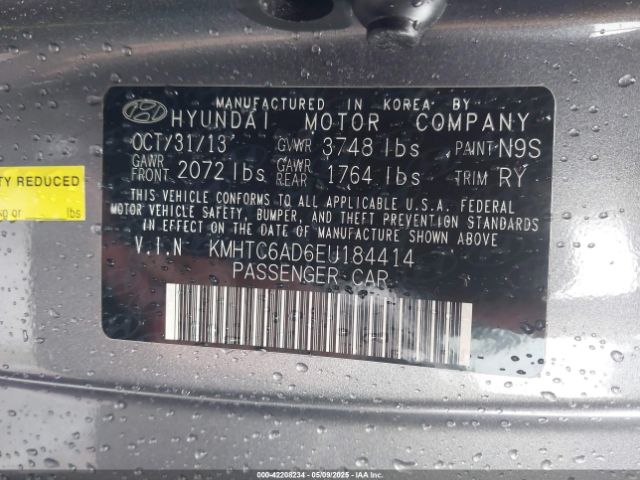 MANUFACTURED IN KOREA BY
HYUNDAI MOTOR COMPANY
OCT/31/13 GVWR 3748 lbs PAINT N9S
GAWR FRONT 2072 lbs GAWR REAR 1764 lbs TRIM RY
THIS VEHICLE CONFORMS TO ALL APPLICABLE U.S.A. FEDERAL
MOTOR VEHICLE SAFETY, BUMPER, AND THEFT PREVENTION STANDARDS
IN EFFECT ON THE DATE OF MANUFACTURE SHOWN ABOVE
V.I.N KMHTC6AD6EU184414
PASSENGER CAR
TY REDUCED
or lbs
000-42208234 - 05/09/2025 - IAAI.com